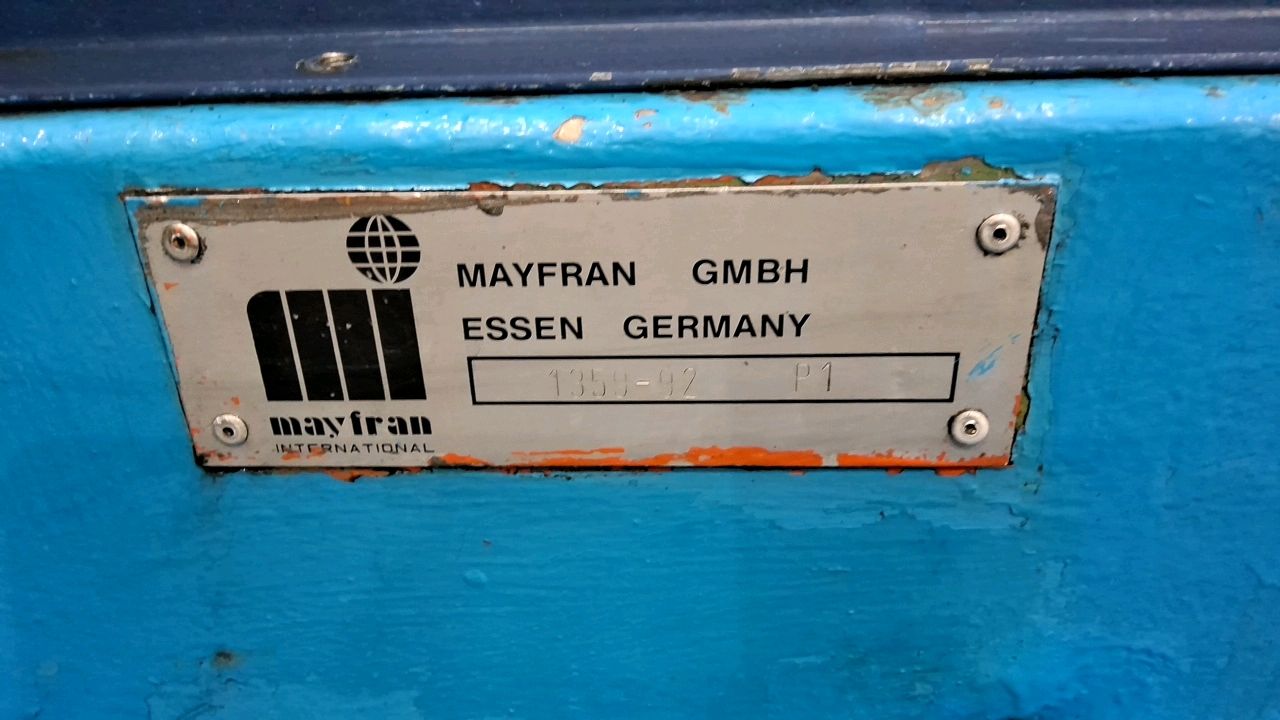 MAYFRAN GMBH
ESSEN GERMANY
1359-92 P1
mayfran
INTERNATIONAL